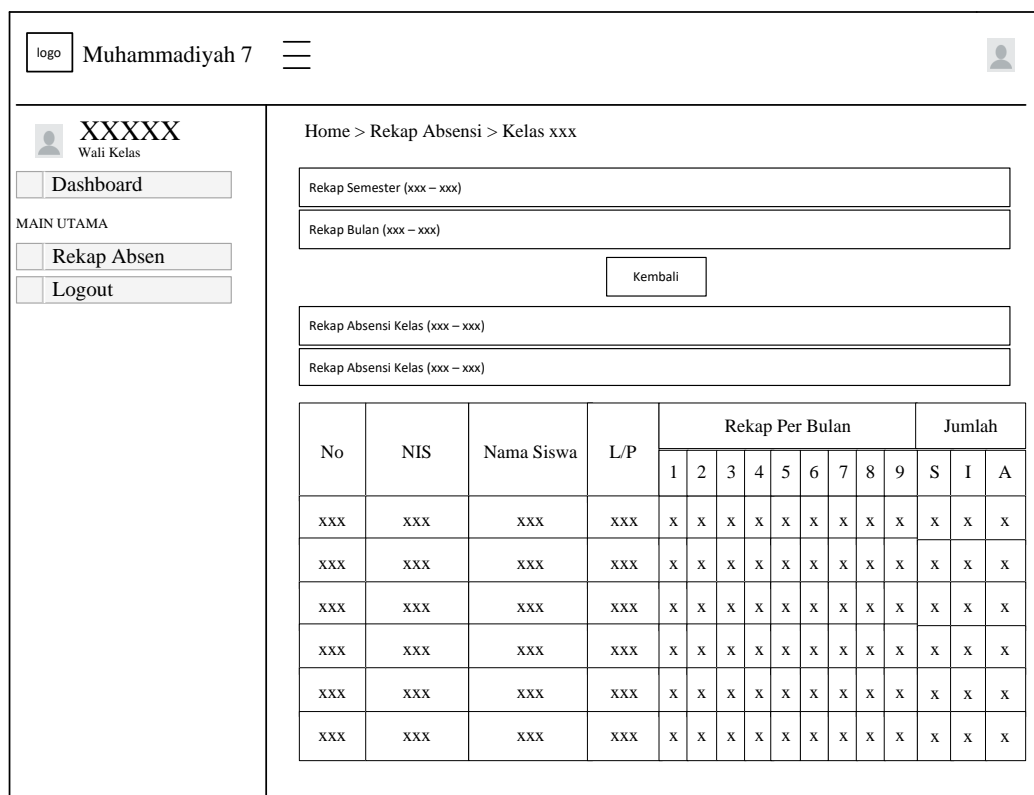 logo
Muhammadiyah 7
XXXXX
Wali Kelas
Dashboard
MAIN UTAMA
Rekap Absen
Logout
Home > Rekap Absensi > Kelas xxx
Rekap Semester (xxx – xxx)
Rekap Bulan (xxx – xxx)
Kembali
Rekap Absensi Kelas (xxx – xxx)
Rekap Absensi Kelas (xxx – xxx)
No NIS Nama Siswa L/P Rekap Per Bulan Jumlah
1 2 3 4 5 6 7 8 9 S I A
xxx xxx xxx xxx x x x x x x x x x x x x
xxx xxx xxx xxx x x x x x x x x x x x x
xxx xxx xxx xxx x x x x x x x x x x x x
xxx xxx xxx xxx x x x x x x x x x x x x
xxx xxx xxx xxx x x x x x x x x x x x x
xxx xxx xxx xxx x x x x x x x x x x x x